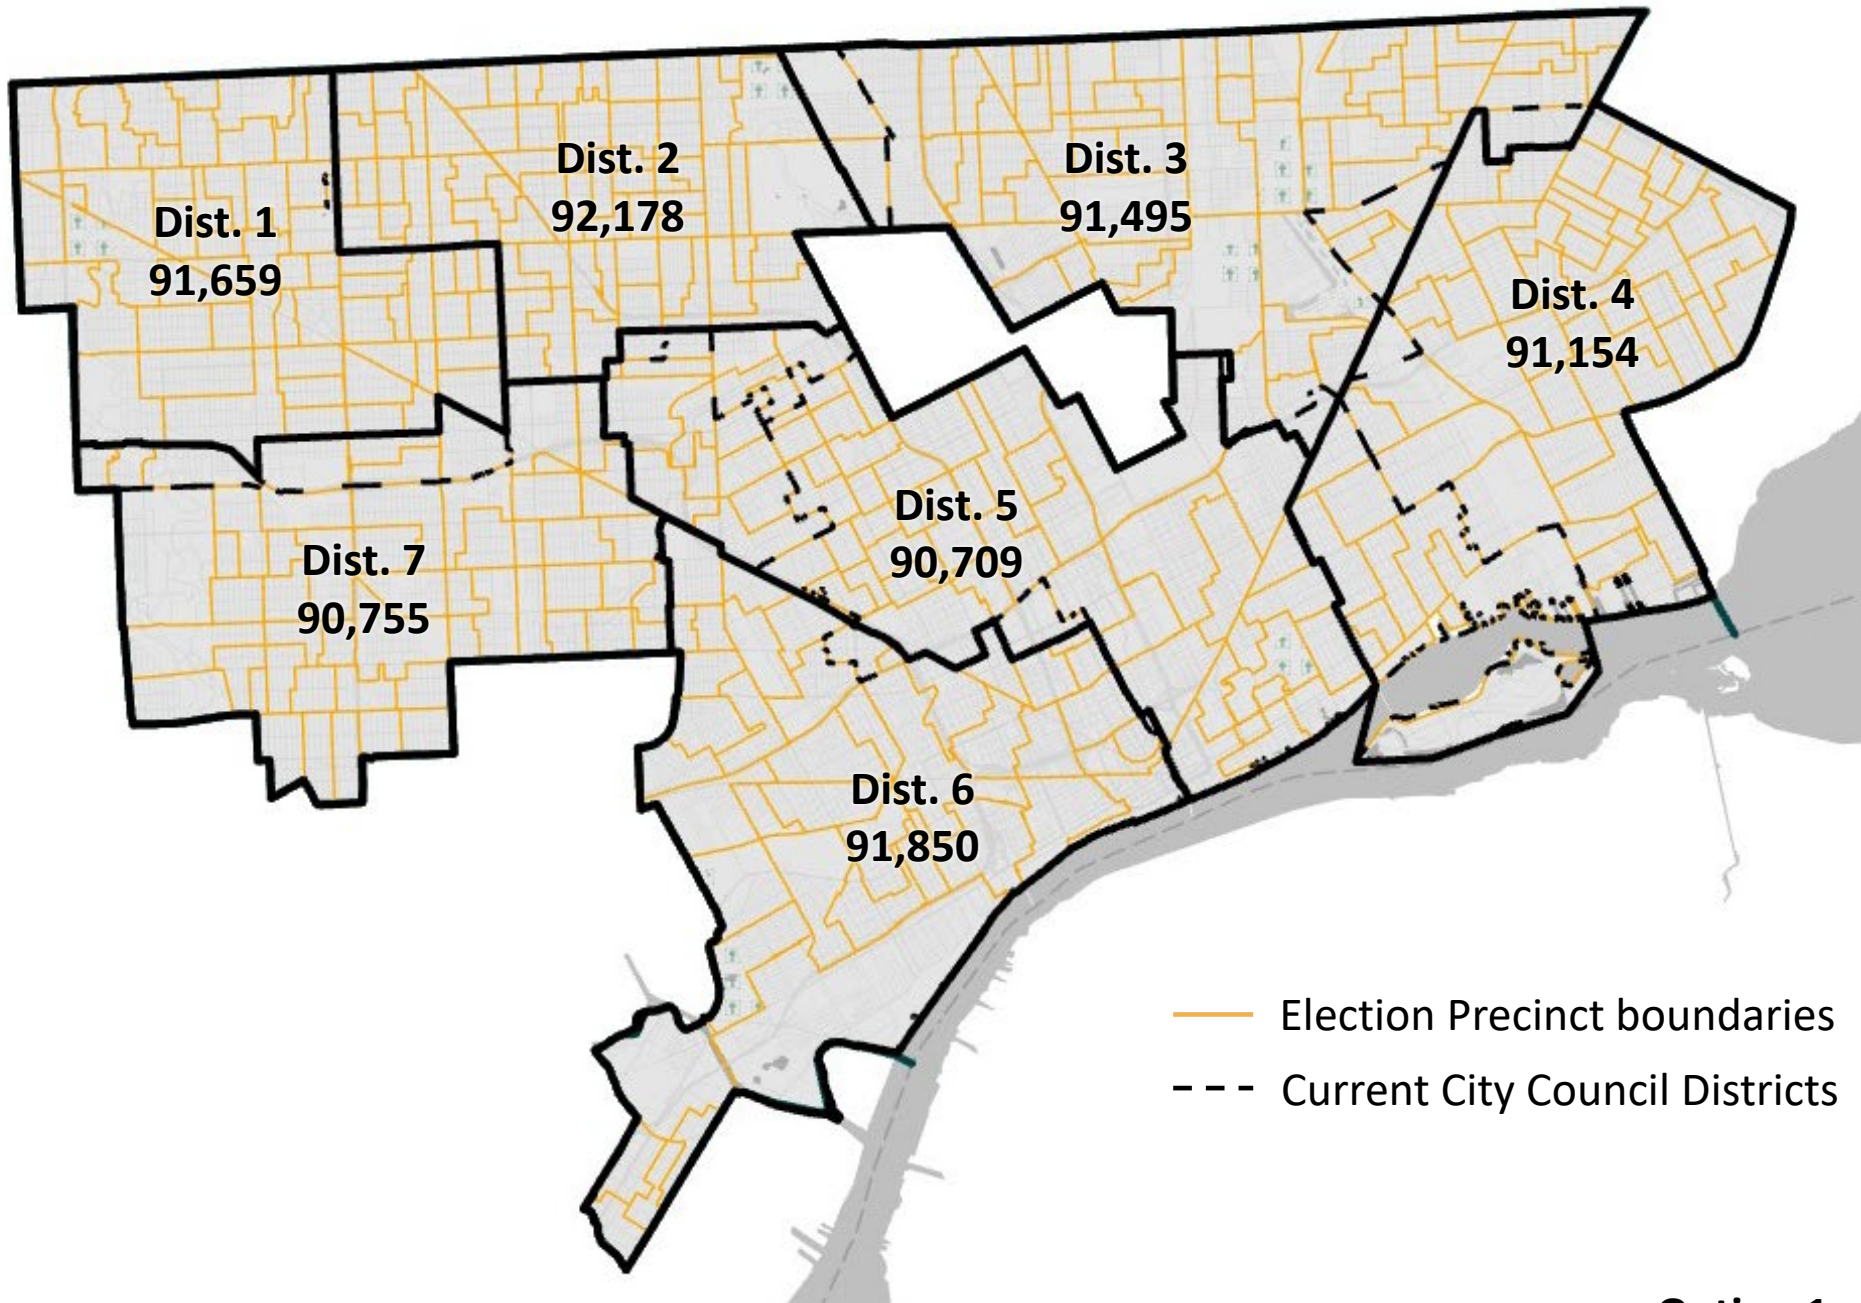 Dist. 1
91,659
Dist. 2
92,178
Dist. 3
91,495
Dist. 4
91,154
Dist. 5
90,709
Dist. 7
90,755
Dist. 6
91,850
Election Precinct boundaries
Current City Council Districts